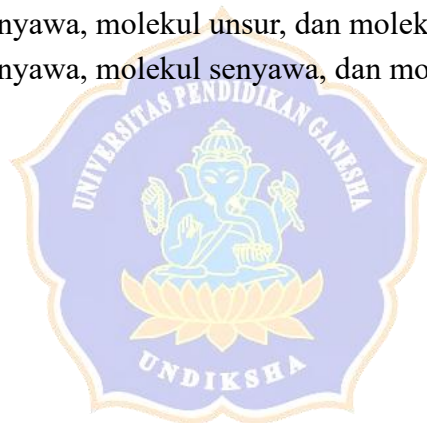 nyawa, molekul unsur, dan molek
nyawa, molekul senyawa, dan mo
UNIVERSITAS PENDIDIKAN GANESHA
UNDIKSHA